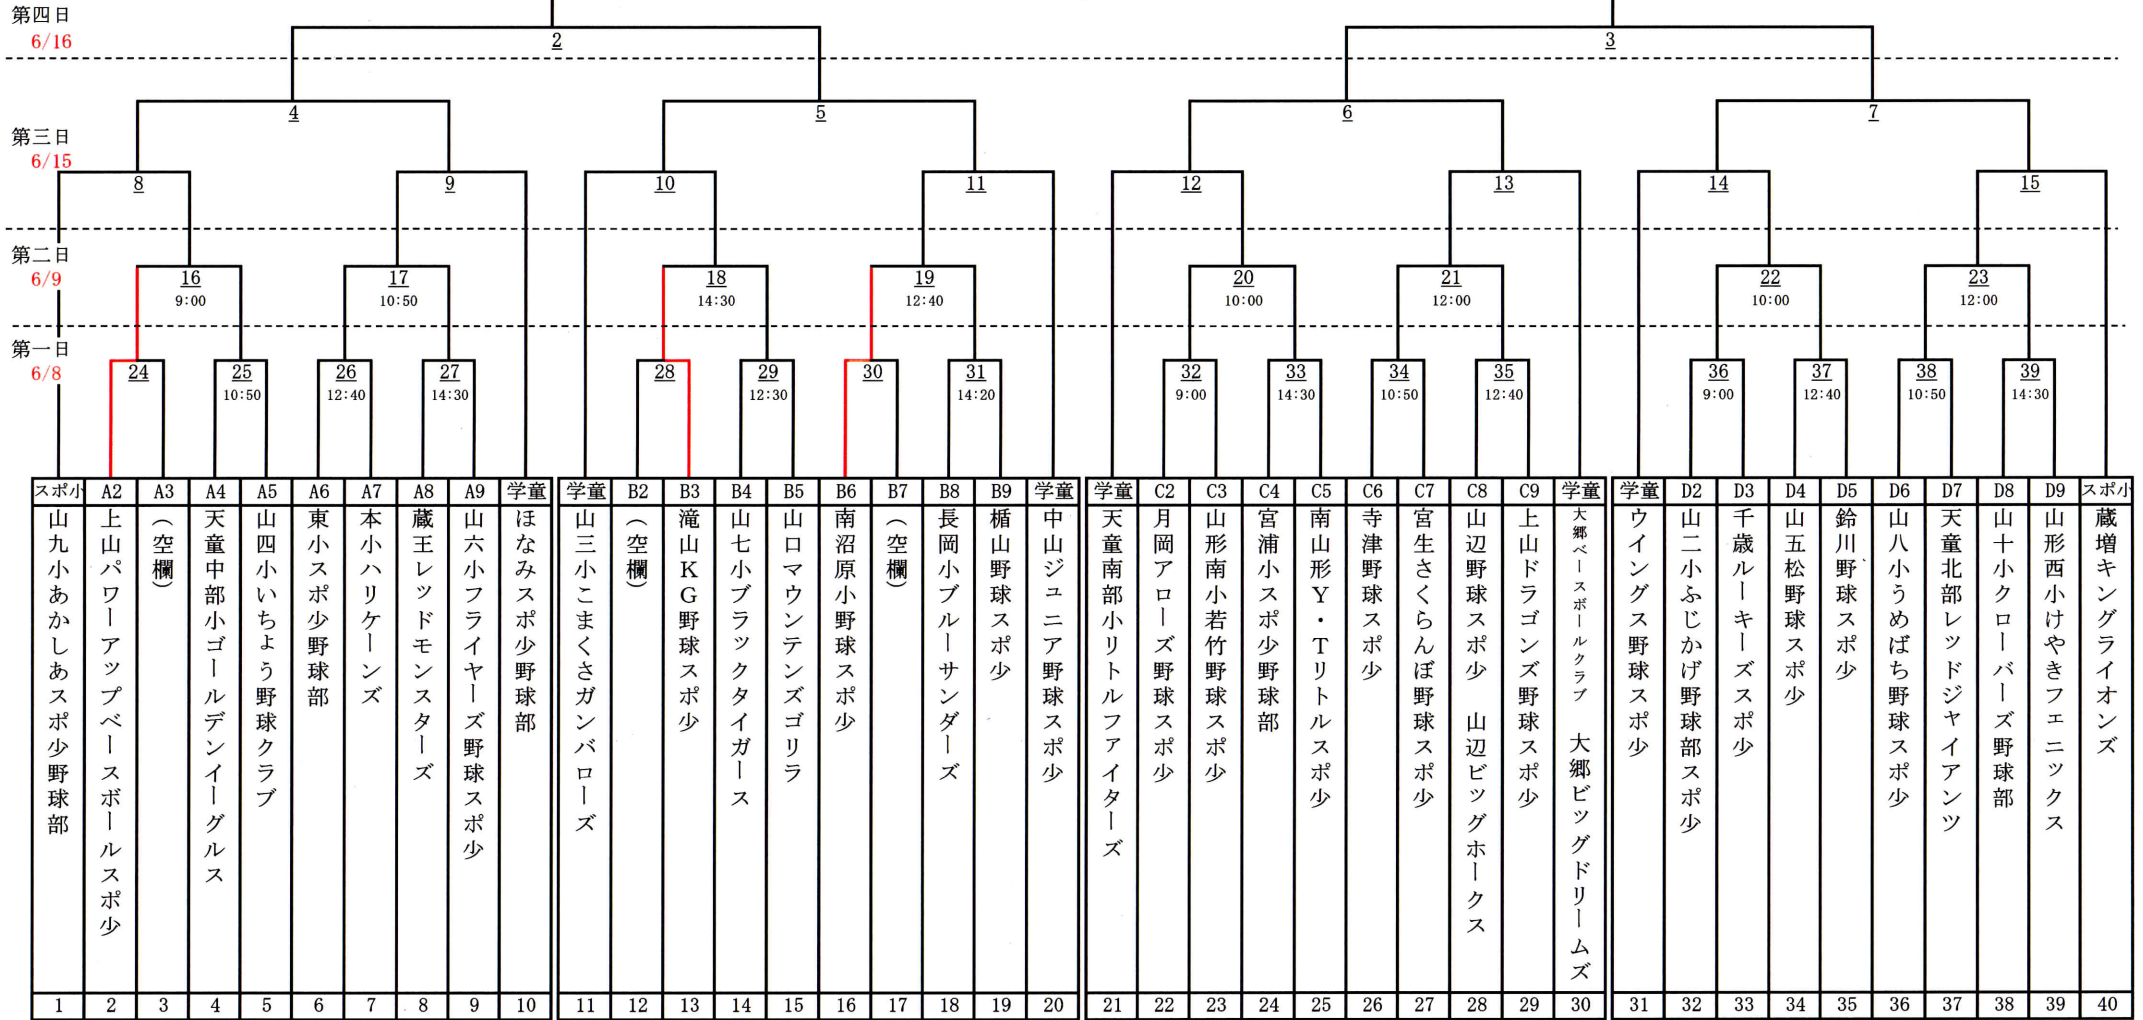 第四日
6/16
2
3
4
5
6
7
第三日
6/15
8
9
10
11
12
13
14
15
第二日
6/9
16
17
18
19
20
21
22
23
9:00
10:50
14:30
12:40
10:00
12:00
10:00
12:00
第一日
6/8
24
25
26
27
28
29
30
31
32
33
34
35
36
37
38
39
10:50
12:40
14:30
12:30
14:20
9:00
14:30
10:50
12:40
9:00
12:40
10:50
14:30
スポ小 A2 A3 A4 A5 A6 A7 A8 A9 学童 学童 B2 B3 B4 B5 B6 B7 B8 B9 学童 学童 C2 C3 C4 C5 C6 C7 C8 C9 学童 学童 D2 D3 D4 D5 D6 D7 D8 D9 スポ小
山九小あかしあスポ少野球部
上山パワーアップベースボールスポ少
（空欄）
天童中部小ゴールデンイーグルス
山四小いちょう野球クラブ
東小スポ少野球部
本小ハリケーンズ
蔵王レッドモンスターズ
山六小フライヤーズ野球スポ少
ほなみスポ少野球部
山三小こまくさガンバローズ
（空欄）
滝山KG野球スポ少
山七小ブラックタイガース
山口マウンテンズゴリラ
南沼原小野球スポ少
（空欄）
長岡小ブルーサンダーズ
楯山野球スポ少
中山ジュニア野球スポ少
天童南部小リトルファイターズ
月岡アローズ野球スポ少
山形南小若竹野球スポ少
宮浦小スポ少野球部
南山形Y・Tリトルスポ少
寺津野球スポ少
宮生さくらんぼ野球スポ少
山辺野球スポ少 山辺ビッグホークス
上山ドラゴンズ野球スポ少
大郷ベースボールクラブ 大郷ビッグドリームズ
ウイングス野球スポ少
山二小ふじかげ野球部スポ少
千歳ルーキーズスポ少
山五松野球スポ少
鈴川野球スポ少
山八小うめばち野球スポ少
天童北部レッドジャイアンツ
山十小クローバーズ野球部
山形西小けやきフェニックス
蔵増キングライオンズ
1 2 3 4 5 6 7 8 9 10 11 12 13 14 15 16 17 18 19 20 21 22 23 24 25 26 27 28 29 30 31 32 33 34 35 36 37 38 39 40